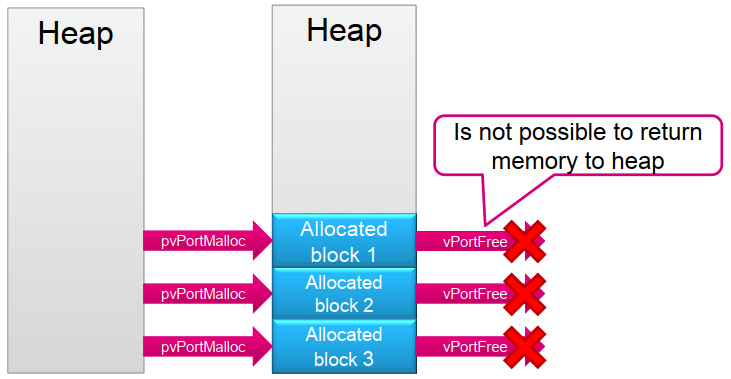 Heap
Heap
Is not possible to return
memory to heap
pvPortMalloc
Allocated
block 1
vPortFree
pvPortMalloc
Allocated
block 2
vPortFree
pvPortMalloc
Allocated
block 3
vPortFree